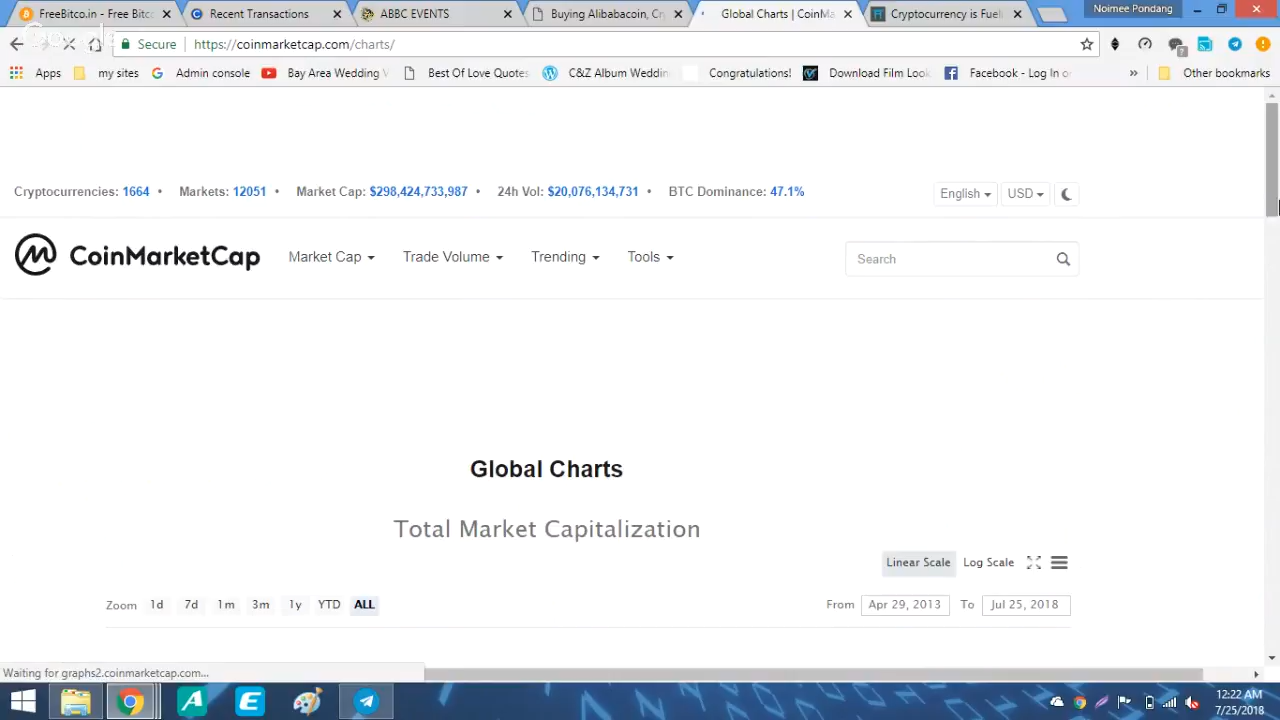 FreeBitco.in - Free Bitco
Recent Transactions
ABBC EVENTS
Buying Alibabacoin, Cr
Global Charts | CoinMa
Cryptocurrency is Fuel
Noimee Pondang
Secure
https://coinmarketcap.com/charts/
Apps
my sites
Admin console
Bay Area Wedding V
Best Of Love Quotes
C&Z Album Weddin
Congratulations!
Download Film Look
Facebook - Log In or
»
Other bookmarks
Cryptocurrencies: 1664 • Markets: 12051 • Market Cap: $298,424,733,987 • 24h Vol: $20,076,134,731 • BTC Dominance: 47.1%
English
USD
CoinMarketCap
Market Cap
Trade Volume
Trending
Tools
Search
Global Charts
Total Market Capitalization
Linear Scale
Log Scale
Zoom 1d 7d 1m 3m 1y YTD ALL
From Apr 29, 2013 To Jul 25, 2018
Waiting for graphs2.coinmarketcap.com...
12:22 AM
7/25/2018